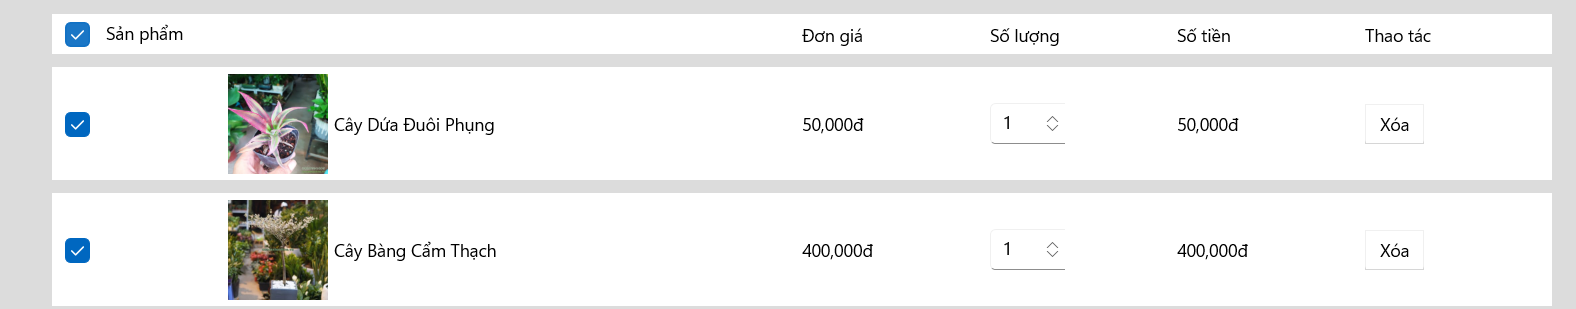 Sản phẩm Đơn giá Số lượng Số tiền Thao tác
Cây Dứa Đuôi Phụng 50,000đ 1 50,000đ Xóa
Cây Bàng Cẩm Thạch 400,000đ 1 400,000đ Xóa